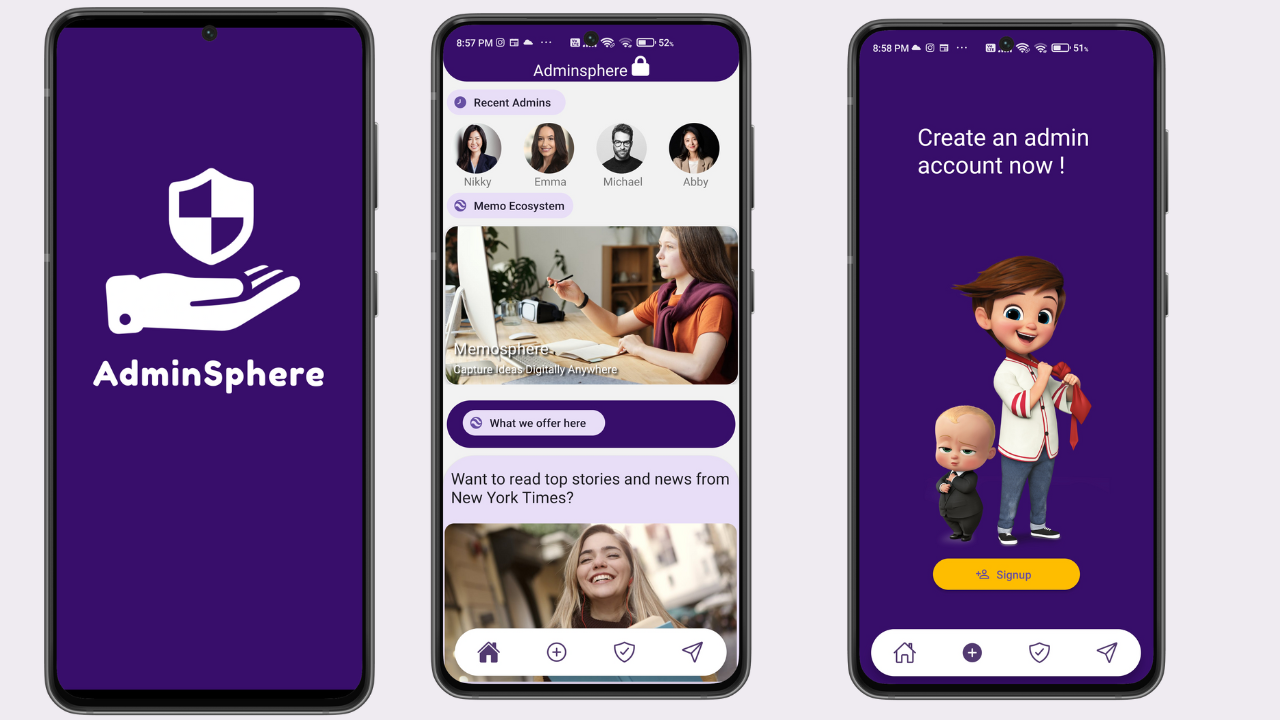 AdminSphere
8:57 PM
52%
Adminsphere
Recent Admins
Nikky
Emma
Michael
Abby
Memo Ecosystem
Memosphere
Capture Ideas Digitally Anywhere
What we offer here
Want to read top stories and news from
New York Times?
8:58 PM
51%
Create an admin
account now !
Signup